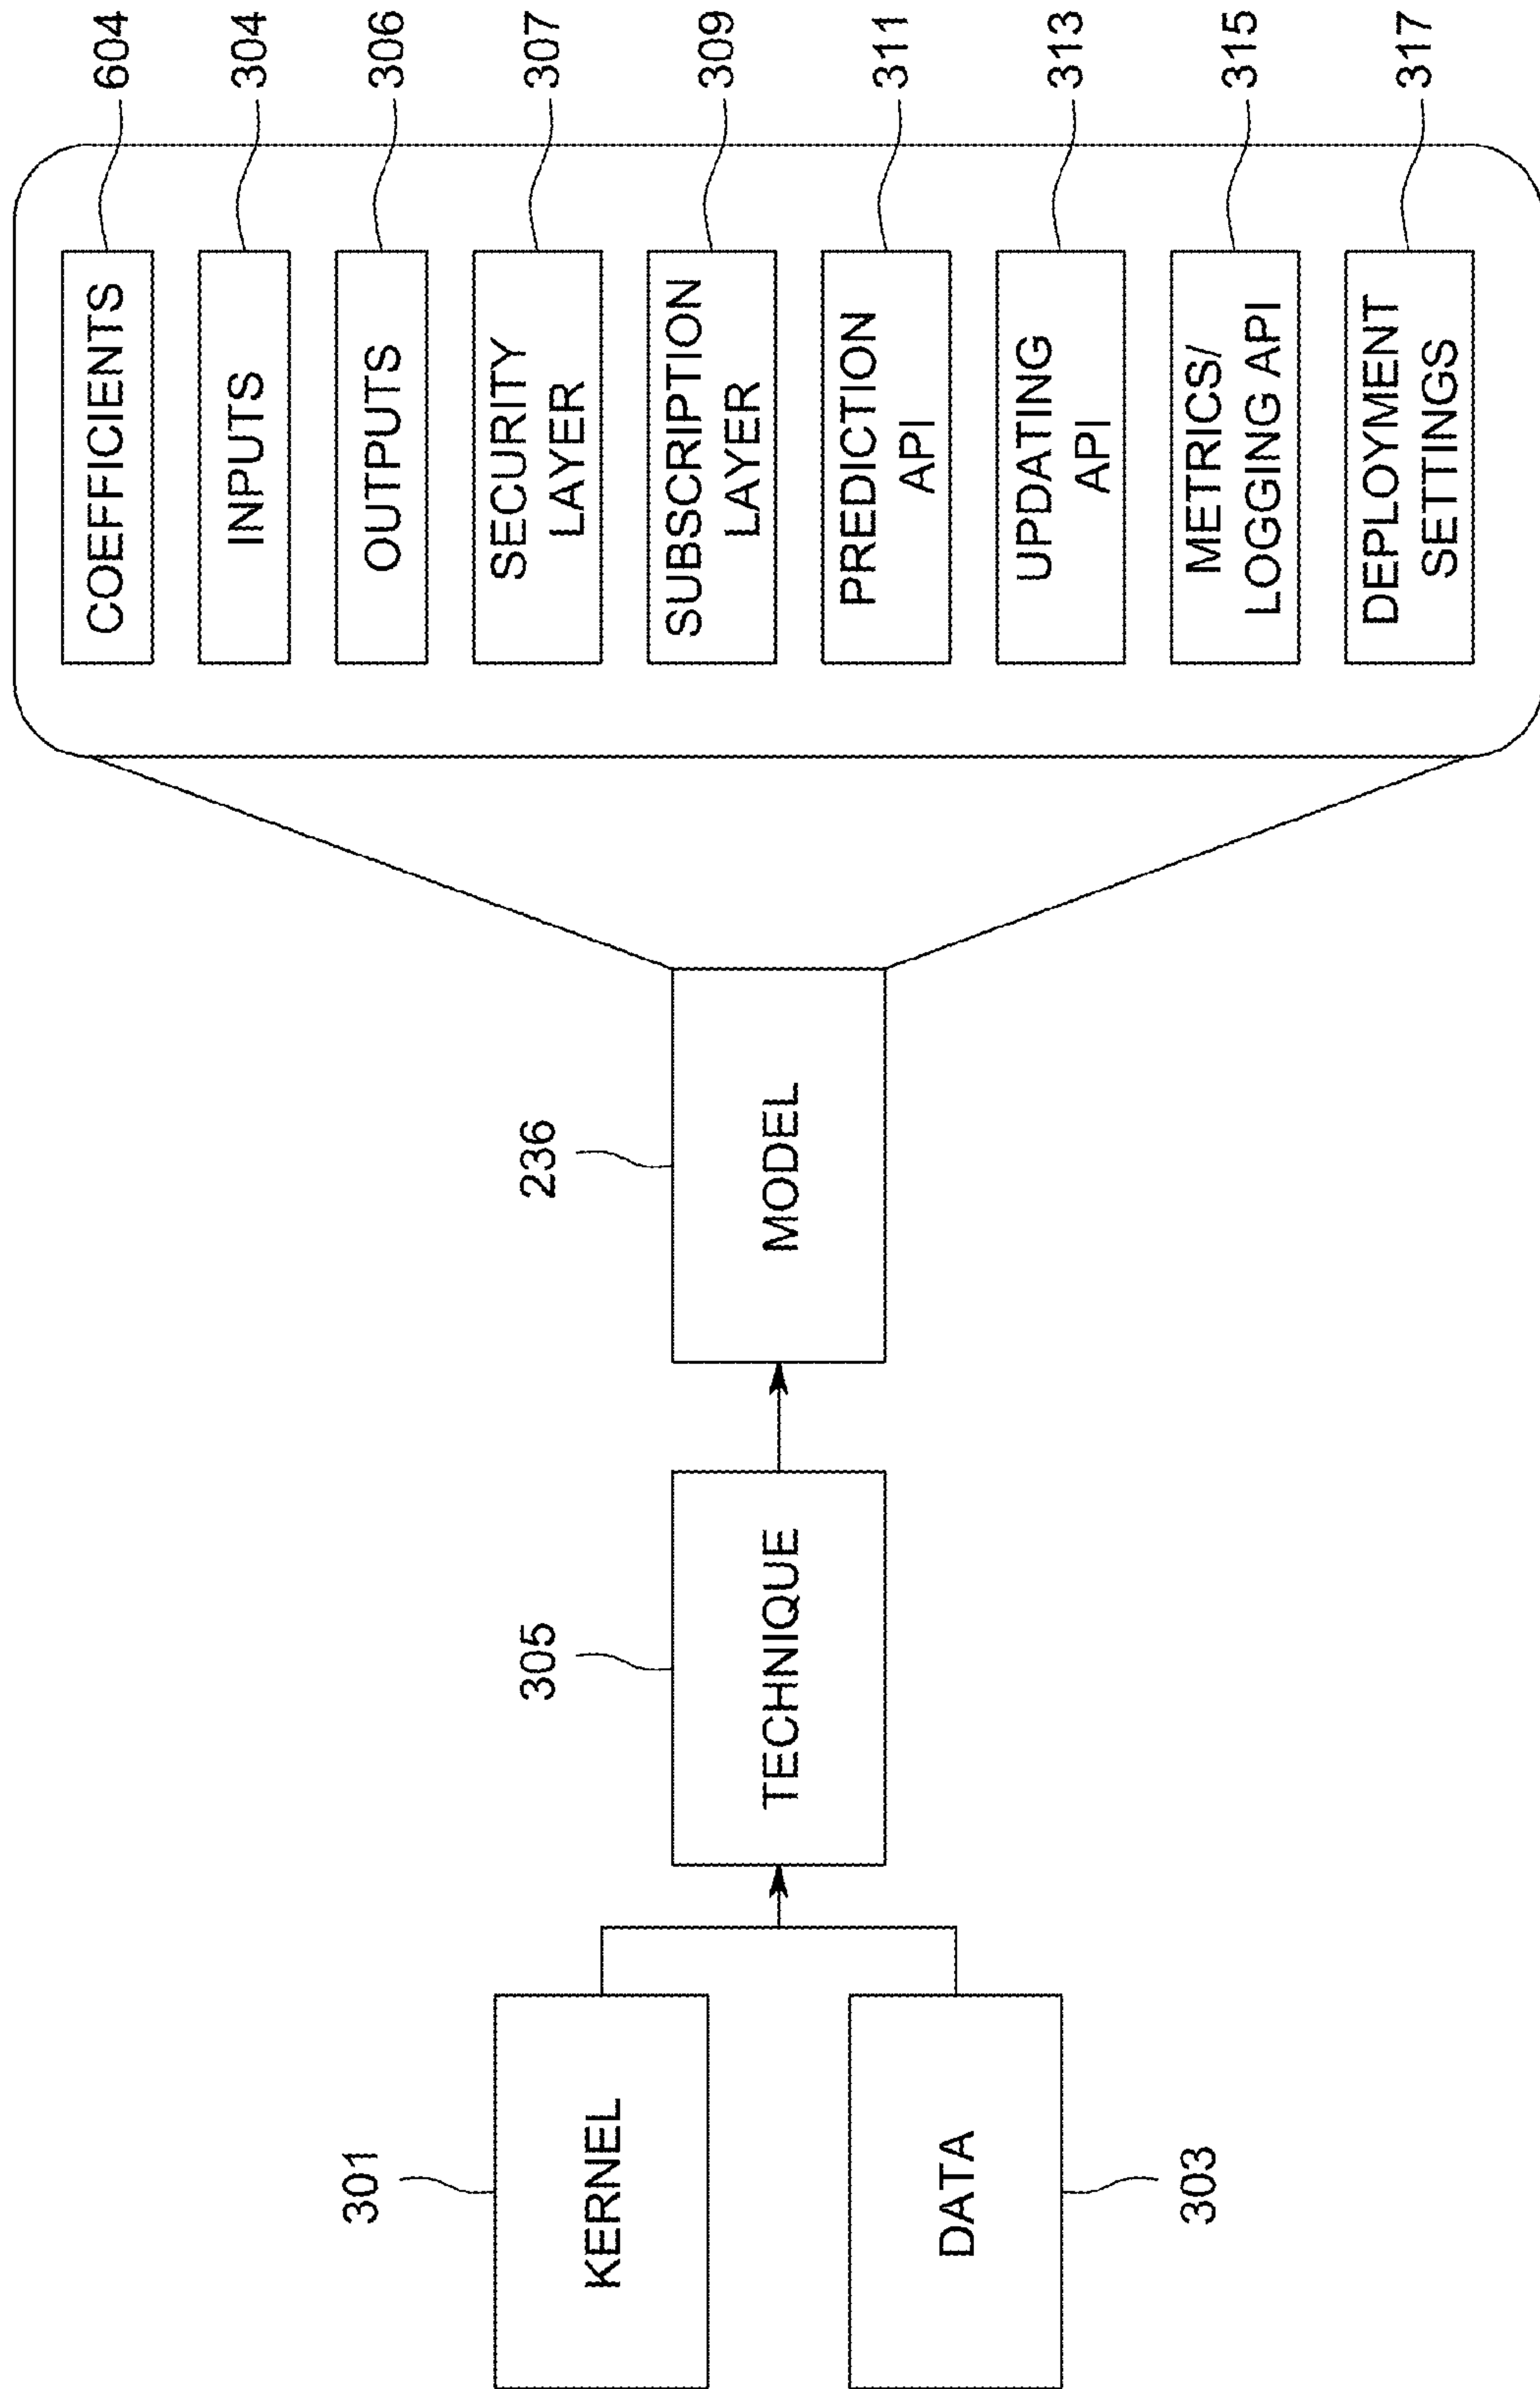 301
KERNEL
DATA
303
305
TECHNIQUE
236
MODEL
COEFFICIENTS
604
INPUTS
304
OUTPUTS
306
SECURITY
LAYER
307
SUBSCRIPTION
LAYER
309
PREDICTION
API
311
UPDATING
API
313
METRICS/
LOGGING API
315
DEPLOYMENT
SETTINGS
317